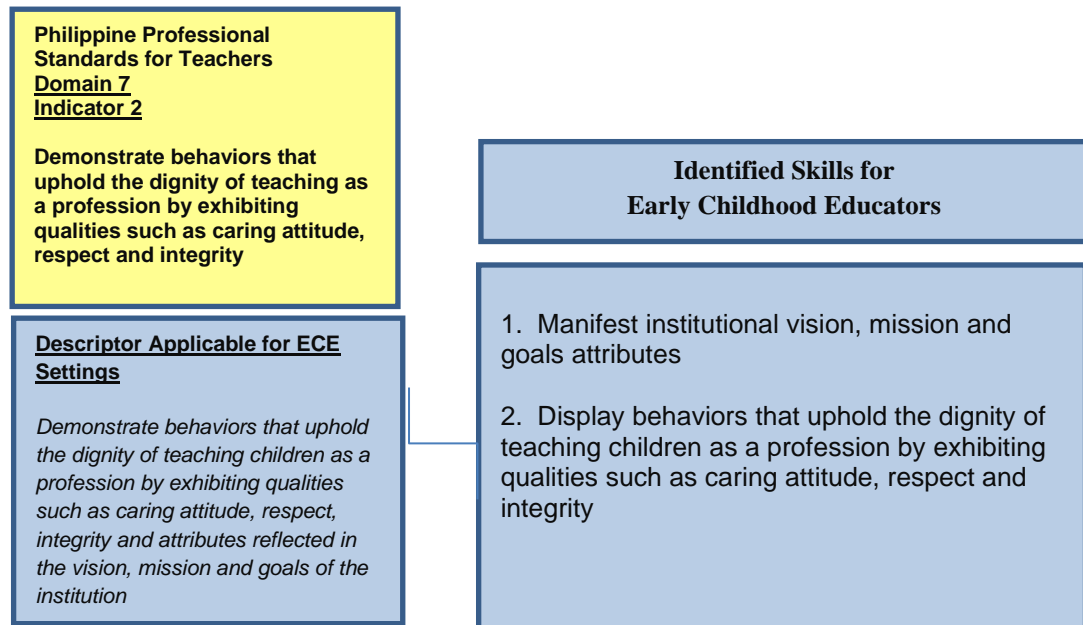 Philippine Professional
Standards for Teachers
Domain 7
Indicator 2
Demonstrate behaviors that
uphold the dignity of teaching as
a profession by exhibiting
qualities such as caring attitude,
respect and integrity
Descriptor Applicable for ECE
Settings
Demonstrate behaviors that uphold
the dignity of teaching children as a
profession by exhibiting qualities
such as caring attitude, respect,
integrity and attributes reflected in
the vision, mission and goals of the
institution
Identified Skills for
Early Childhood Educators
1. Manifest institutional vision, mission and
goals attributes
2. Display behaviors that uphold the dignity of
teaching children as a profession by exhibiting
qualities such as caring attitude, respect and
integrity